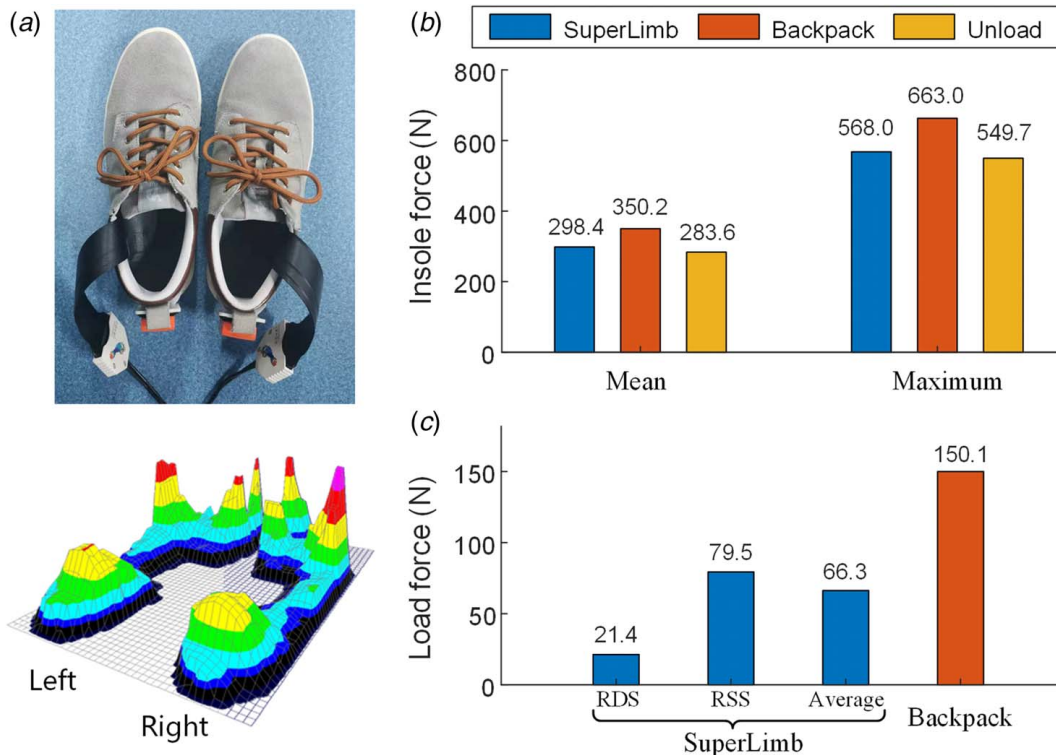 (a)
Left
Right
(b)
SuperLimb Backpack Unload
Insole force (N)
800
600
400
200
0
298.4
350.2
283.6
568.0
663.0
549.7
Mean
Maximum
(c)
Load force (N)
150
100
50
0
21.4
79.5
66.3
150.1
RDS RSS Average
SuperLimb
Backpack